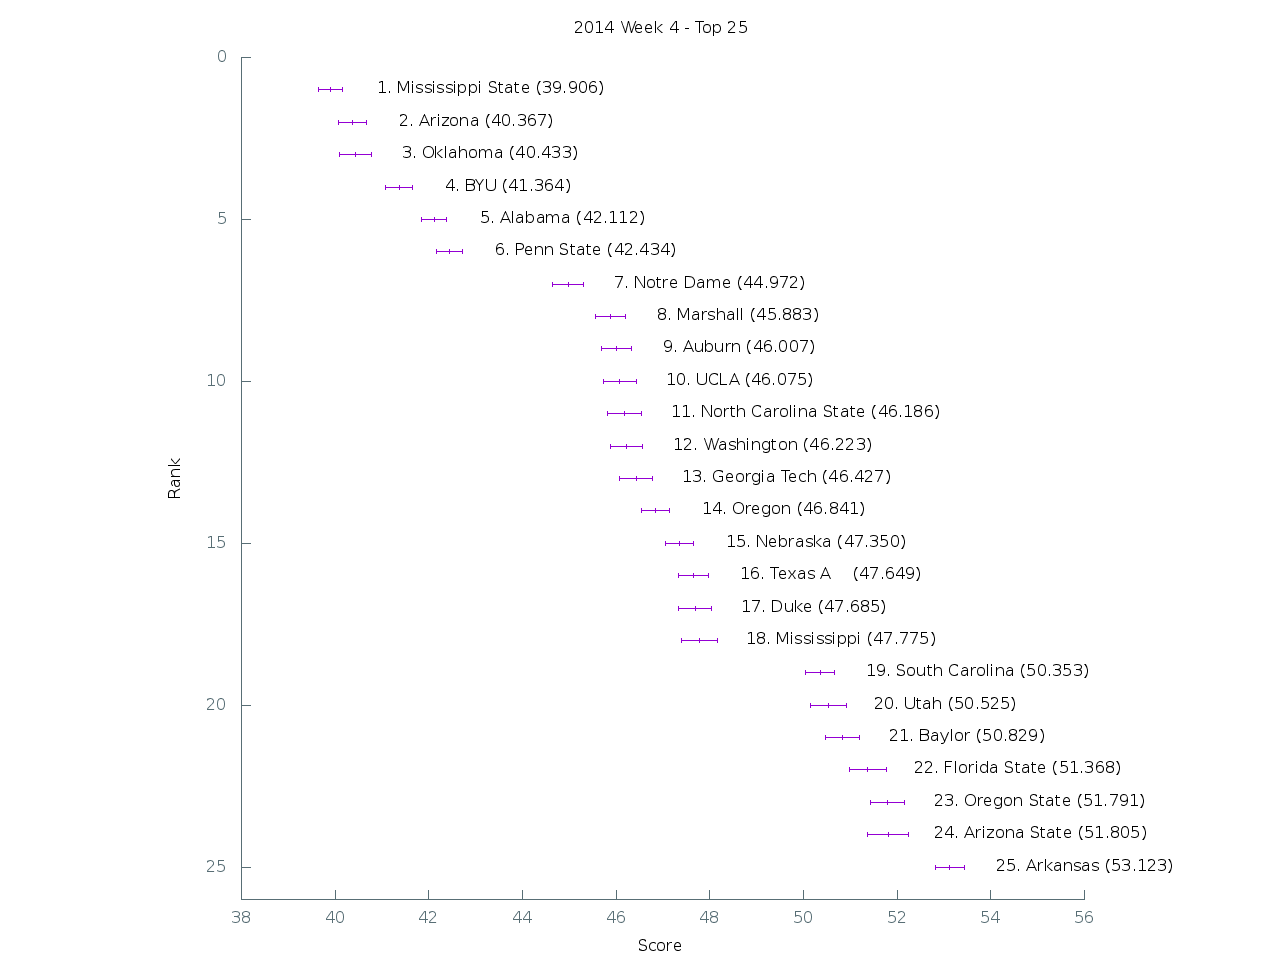 2014 Week 4 - Top 25
0
1. Mississippi State (39.906)
2. Arizona (40.367)
3. Oklahoma (40.433)
4. BYU (41.364)
5
5. Alabama (42.112)
6. Penn State (42.434)
7. Notre Dame (44.972)
8. Marshall (45.883)
9. Auburn (46.007)
10
10. UCLA (46.075)
11. North Carolina State (46.186)
12. Washington (46.223)
Rank
13. Georgia Tech (46.427)
14. Oregon (46.841)
15
15. Nebraska (47.350)
16. Texas A (47.649)
17. Duke (47.685)
18. Mississippi (47.775)
19. South Carolina (50.353)
20
20. Utah (50.525)
21. Baylor (50.829)
22. Florida State (51.368)
23. Oregon State (51.791)
24. Arizona State (51.805)
25
25. Arkansas (53.123)
38 40 42 44 46 48 50 52 54 56
Score